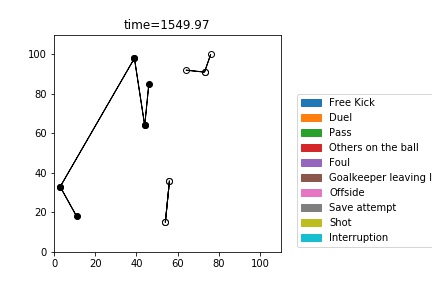 time=1549.97
100
80
60
40
20
0
0 20 40 60 80 100
Free Kick
Duel
Pass
Others on the ball
Foul
Goalkeeper leaving l
Offside
Save attempt
Shot
Interruption